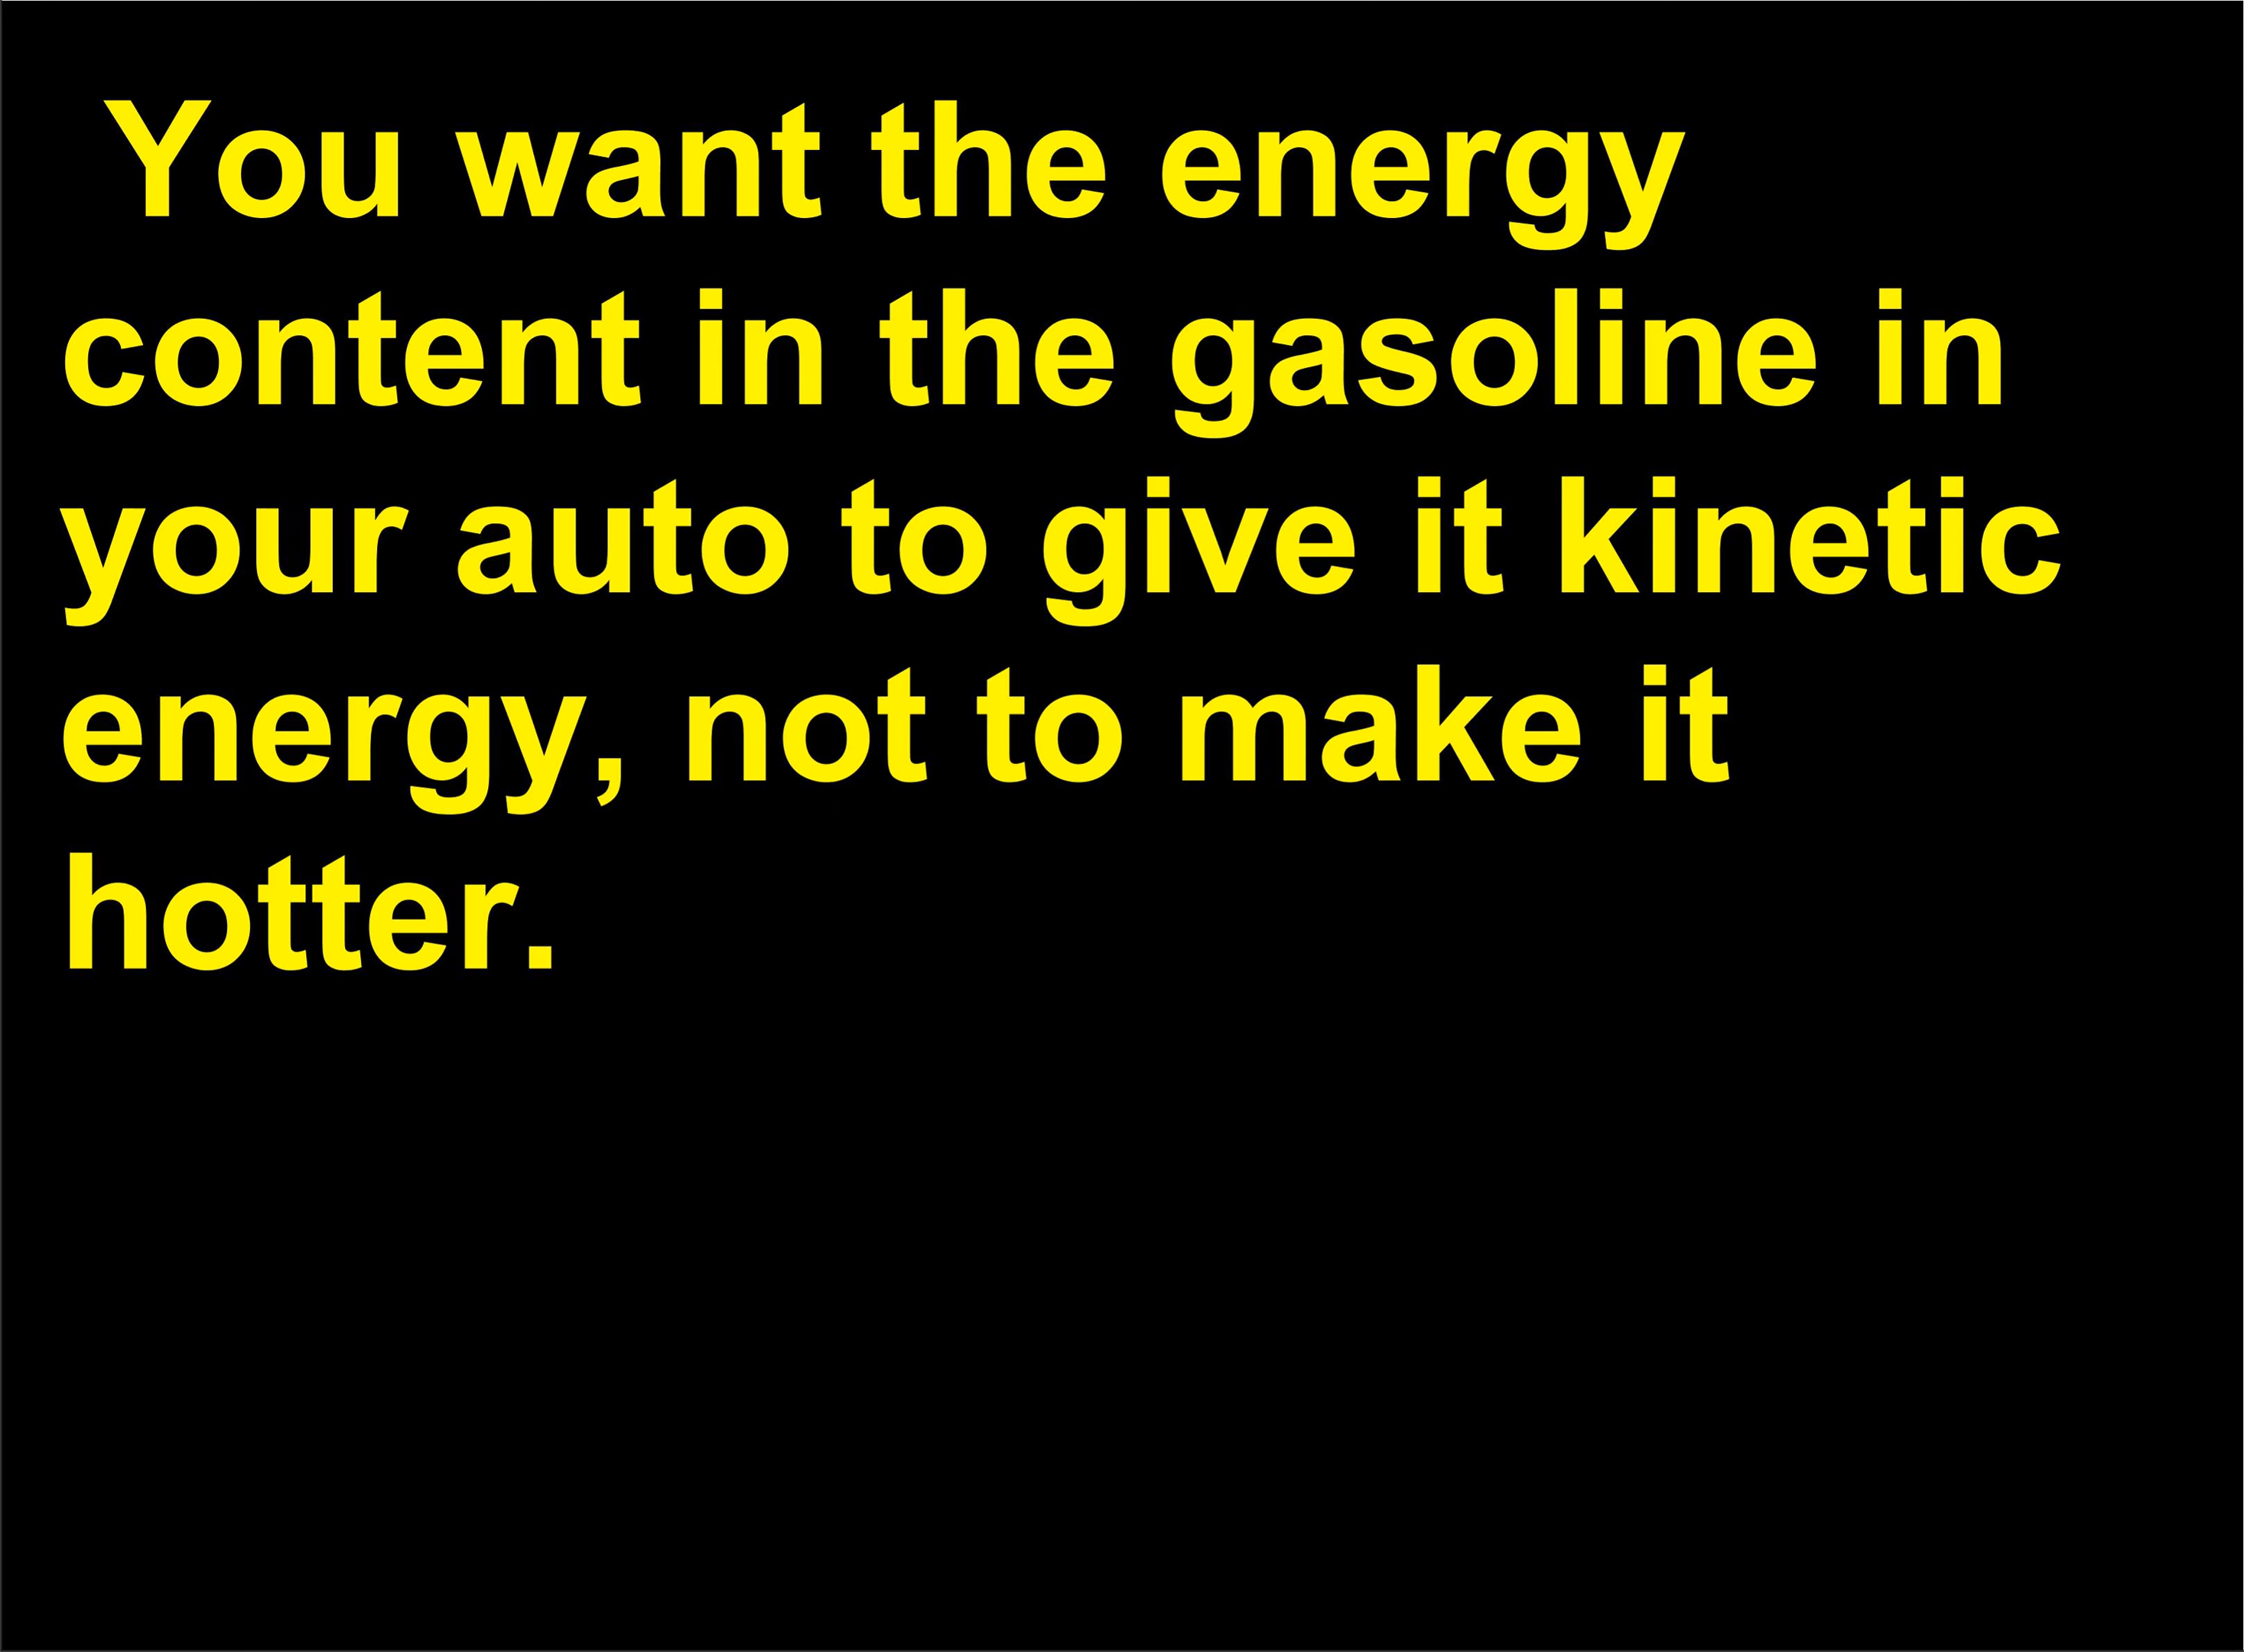 You want the energy
content in the gasoline in
your auto to give it kinetic
energy, not to make it
hotter.